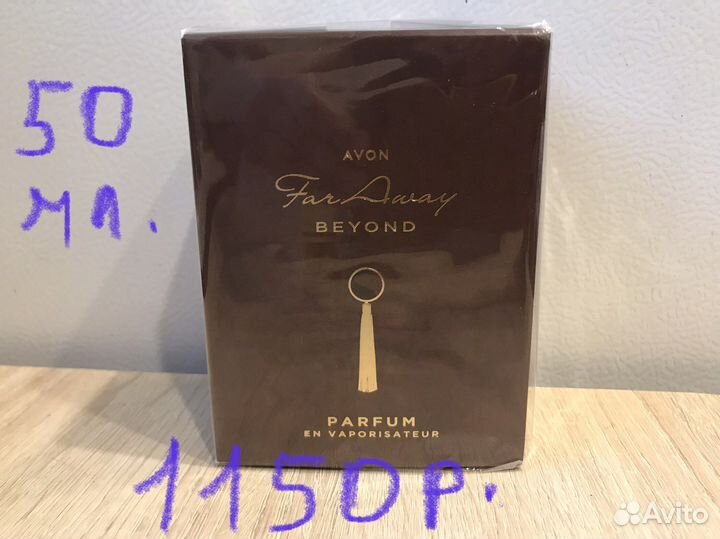 50
мл.
AVON
Far Away
BEYOND
PARFUM
EN VAPORISATEUR
1150р.
Avito